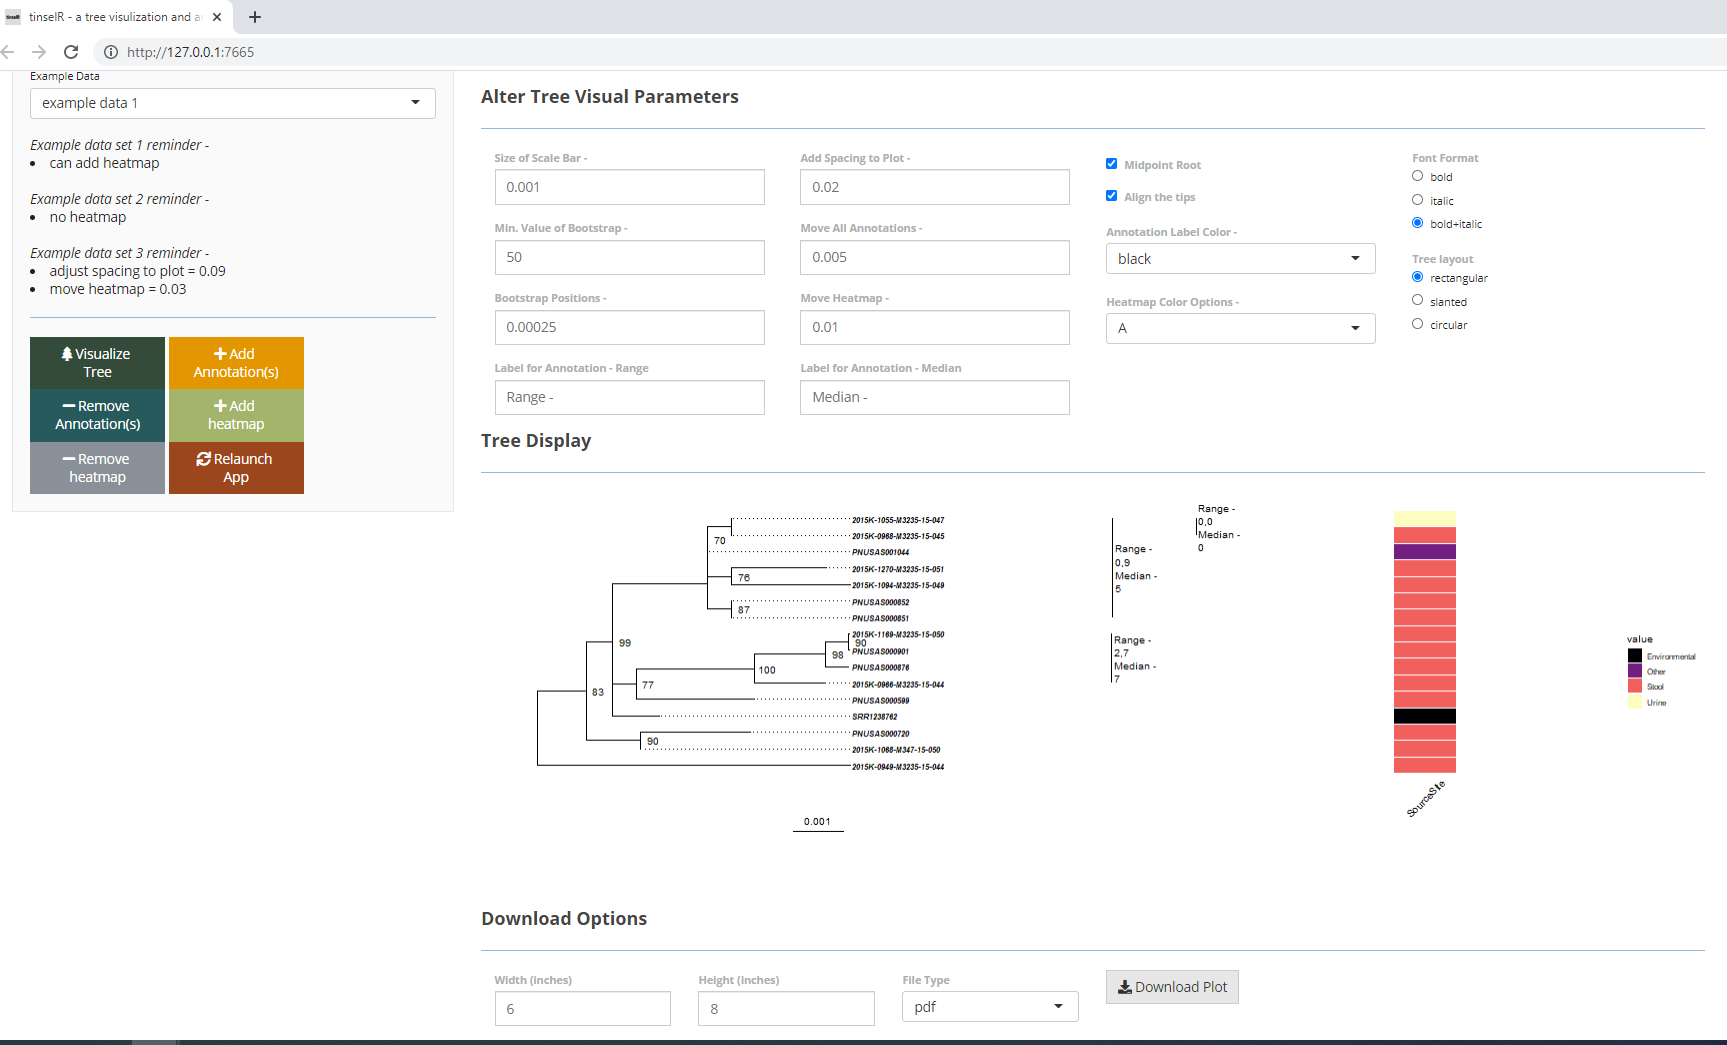 tinselR - a tree visulization and a
http://127.0.0.1:7665
Example Data
example data 1
Example data set 1 reminder -
can add heatmap
Example data set 2 reminder -
no heatmap
Example data set 3 reminder -
adjust spacing to plot = 0.09
move heatmap = 0.03
Visualize
Tree
Add
Annotation(s)
Remove
Annotation(s)
Add
heatmap
Remove
heatmap
Relaunch
App
Alter Tree Visual Parameters
Size of Scale Bar -
0.001
Add Spacing to Plot -
0.02
Min. Value of Bootstrap -
50
Move All Annotations -
0.005
Bootstrap Positions -
0.00025
Move Heatmap -
0.01
Label for Annotation - Range
Range -
Label for Annotation - Median
Median -
Midpoint Root
Align the tips
Annotation Label Color -
black
Heatmap Color Options -
A
Font Format
bold
italic
bold+italic
Tree layout
rectangular
slanted
circular
Tree Display
2015K-1055-M3235-15-047
2015K-0968-M3235-15-045
70
PNUSAS001044
2015K-1270-M3235-15-051
76
2015K-1094-M3235-15-049
PNUSAS000852
87
PNUSAS000851
2015K-1169-M3235-15-050
99
90
PNUSAS000901
98
PNUSAS000876
100
2015K-0966-M3235-15-044
77
83
PNUSAS000599
SRR1238762
PNUSAS000720
90
2015K-1068-M347-15-050
2015K-0949-M3235-15-044
0.001
Range -
0,9
Median -
5
Range -
0,0
Median -
0
Range -
2,7
Median -
7
SourceSite
value
Environmental
Other
Stool
Urine
Download Options
Width (inches)
6
Height (inches)
8
File Type
pdf
Download Plot